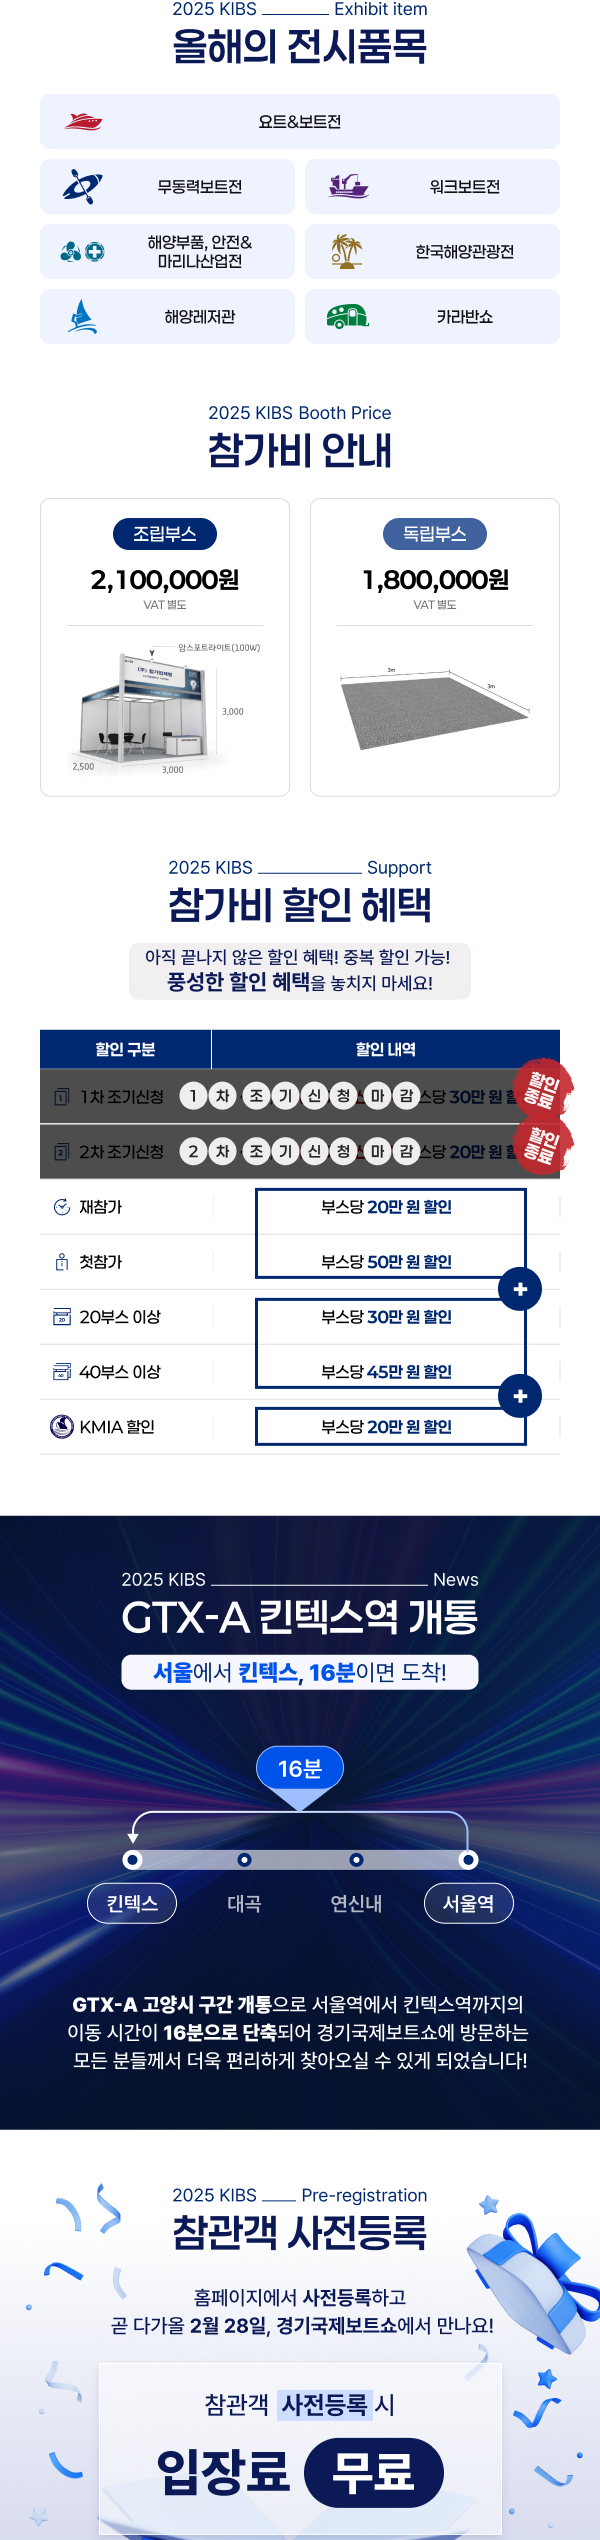 2025 KIBS Exhibit item
올해의 전시품목
요트&보트전
무동력보트전
워크보트전
해양부품, 안전&
마리나산업전
한국해양관광전
해양레저관
카라반쇼
2025 KIBS Booth Price
참가비 안내
조립부스
2,100,000원
VAT 별도
암스포트라이트(100W)
(주) 참가업체명
3,000
2,500
3,000
독립부스
1,800,000원
VAT 별도
3m
3m
2025 KIBS Support
참가비 할인 혜택
아직 끝나지 않은 할인 혜택! 중복 할인 가능!
풍성한 할인 혜택을 놓치지 마세요!
할인 구분
할인 내역
1 1차 조기신청 1차조기신청마감 부스당 30만 원 할 할인
종료
2 2차 조기신청 2차조기신청마감 부스당 20만 원 할 할인
종료
재참가 부스당 20만 원 할인
1 첫참가 부스당 50만 원 할인
+
20 20부스 이상 부스당 30만 원 할인
40 40부스 이상 부스당 45만 원 할인
+
KMIA 할인 부스당 20만 원 할인
2025 KIBS News
GTX-A 킨텍스역 개통
서울에서 킨텍스, 16분이면 도착!
16분
킨텍스 대곡 연신내 서울역
GTX-A 고양시 구간 개통으로 서울역에서 킨텍스역까지의
이동 시간이 16분으로 단축되어 경기국제보트쇼에 방문하는
모든 분들께서 더욱 편리하게 찾아오실 수 있게 되었습니다!
2025 KIBS Pre-registration
참관객 사전등록
홈페이지에서 사전등록하고
곧 다가올 2월 28일, 경기국제보트쇼에서 만나요!
참관객 사전등록 시
입장료 무료